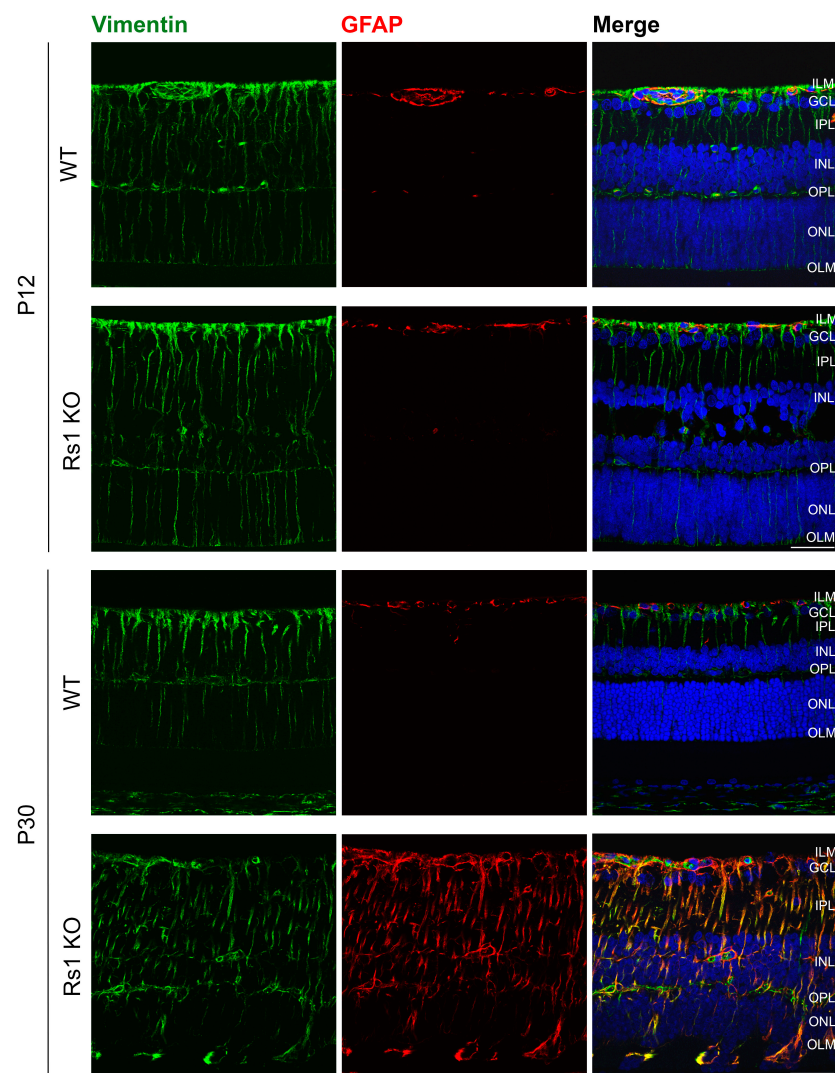 Vimentin GFAP Merge
P12
WT
ILM
GCL
IPL
INL
OPL
ONL
OLM
Rs1 KO
ILM
GCL
IPL
INL
OPL
ONL
OLM
P30
WT
ILM
GCL
IPL
INL
OPL
ONL
OLM
Rs1 KO
ILM
GCL
IPL
INL
OPL
ONL
OLM